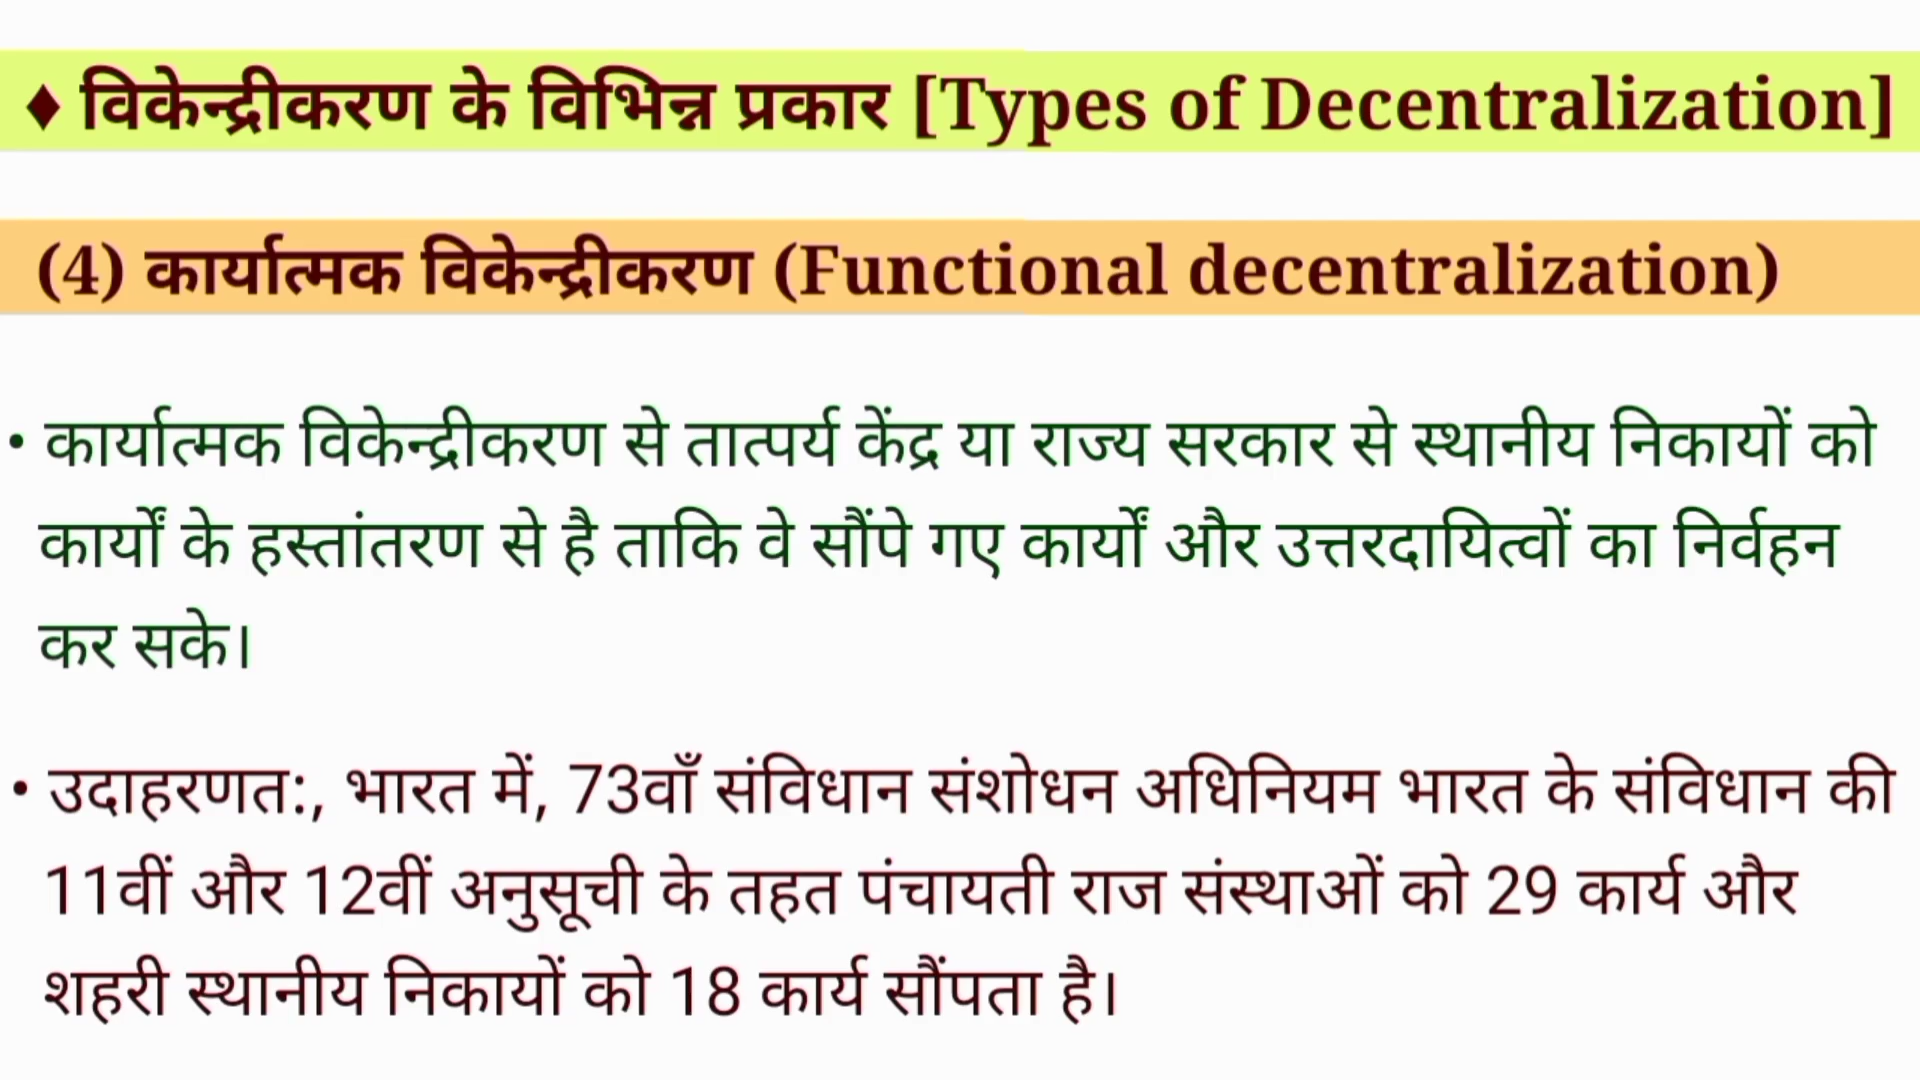 ♦ विकेन्द्रीकरण के विभिन्न प्रकार [Types of Decentralization]
(4) कार्यात्मक विकेन्द्रीकरण (Functional decentralization)
• कार्यात्मक विकेन्द्रीकरण से तात्पर्य केंद्र या राज्य सरकार से स्थानीय निकायों को
कार्यों के हस्तांतरण से है ताकि वे सौंपे गए कार्यों और उत्तरदायित्वों का निर्वहन
कर सके।
• उदाहरणत:, भारत में, 73वाँ संविधान संशोधन अधिनियम भारत के संविधान की
11वीं और 12वीं अनुसूची के तहत पंचायती राज संस्थाओं को 29 कार्य और
शहरी स्थानीय निकायों को 18 कार्य सौंपता है।